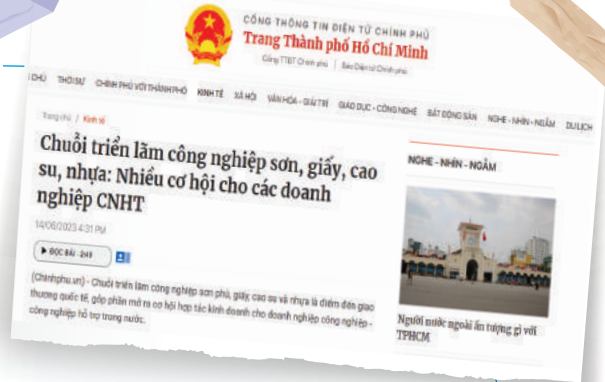 CỔNG THÔNG TIN ĐIỆN TỬ CHÍNH PHỦ
Trang Thành phố Hồ Chí Minh
Cổng TTĐT Chính phủ | Báo Điện tử Chính phủ
CHỦ THỜI SỰ CHÍNH PHỦ VỚI THÀNH PHỐ KINH TẾ XÃ HỘI VĂN HÓA - GIẢI TRÍ GIÁO DỤC - CÔNG NGHỆ BẤT ĐỘNG SẢN NGHE - NHÌN - NGẪM DU LỊCH
Trang chủ / Kinh tế
Chuỗi triển lãm công nghiệp sơn, giấy, cao
su, nhựa: Nhiều cơ hội cho các doanh
nghiệp CNHT
14/06/2023 4:31 PM
ĐỌC BÀI - 2:49
(Chinhphu.vn) - Chuỗi triển lãm công nghiệp sơn phủ, giấy, cao su và nhựa là điểm đến giao
thương quốc tế, góp phần mở ra cơ hội hợp tác kinh doanh cho doanh nghiệp công nghiệp -
công nghiệp hỗ trợ trong nước.
NGHE - NHÌN - NGẪM
Người nước ngoài ấn tượng gì với
TPHCM